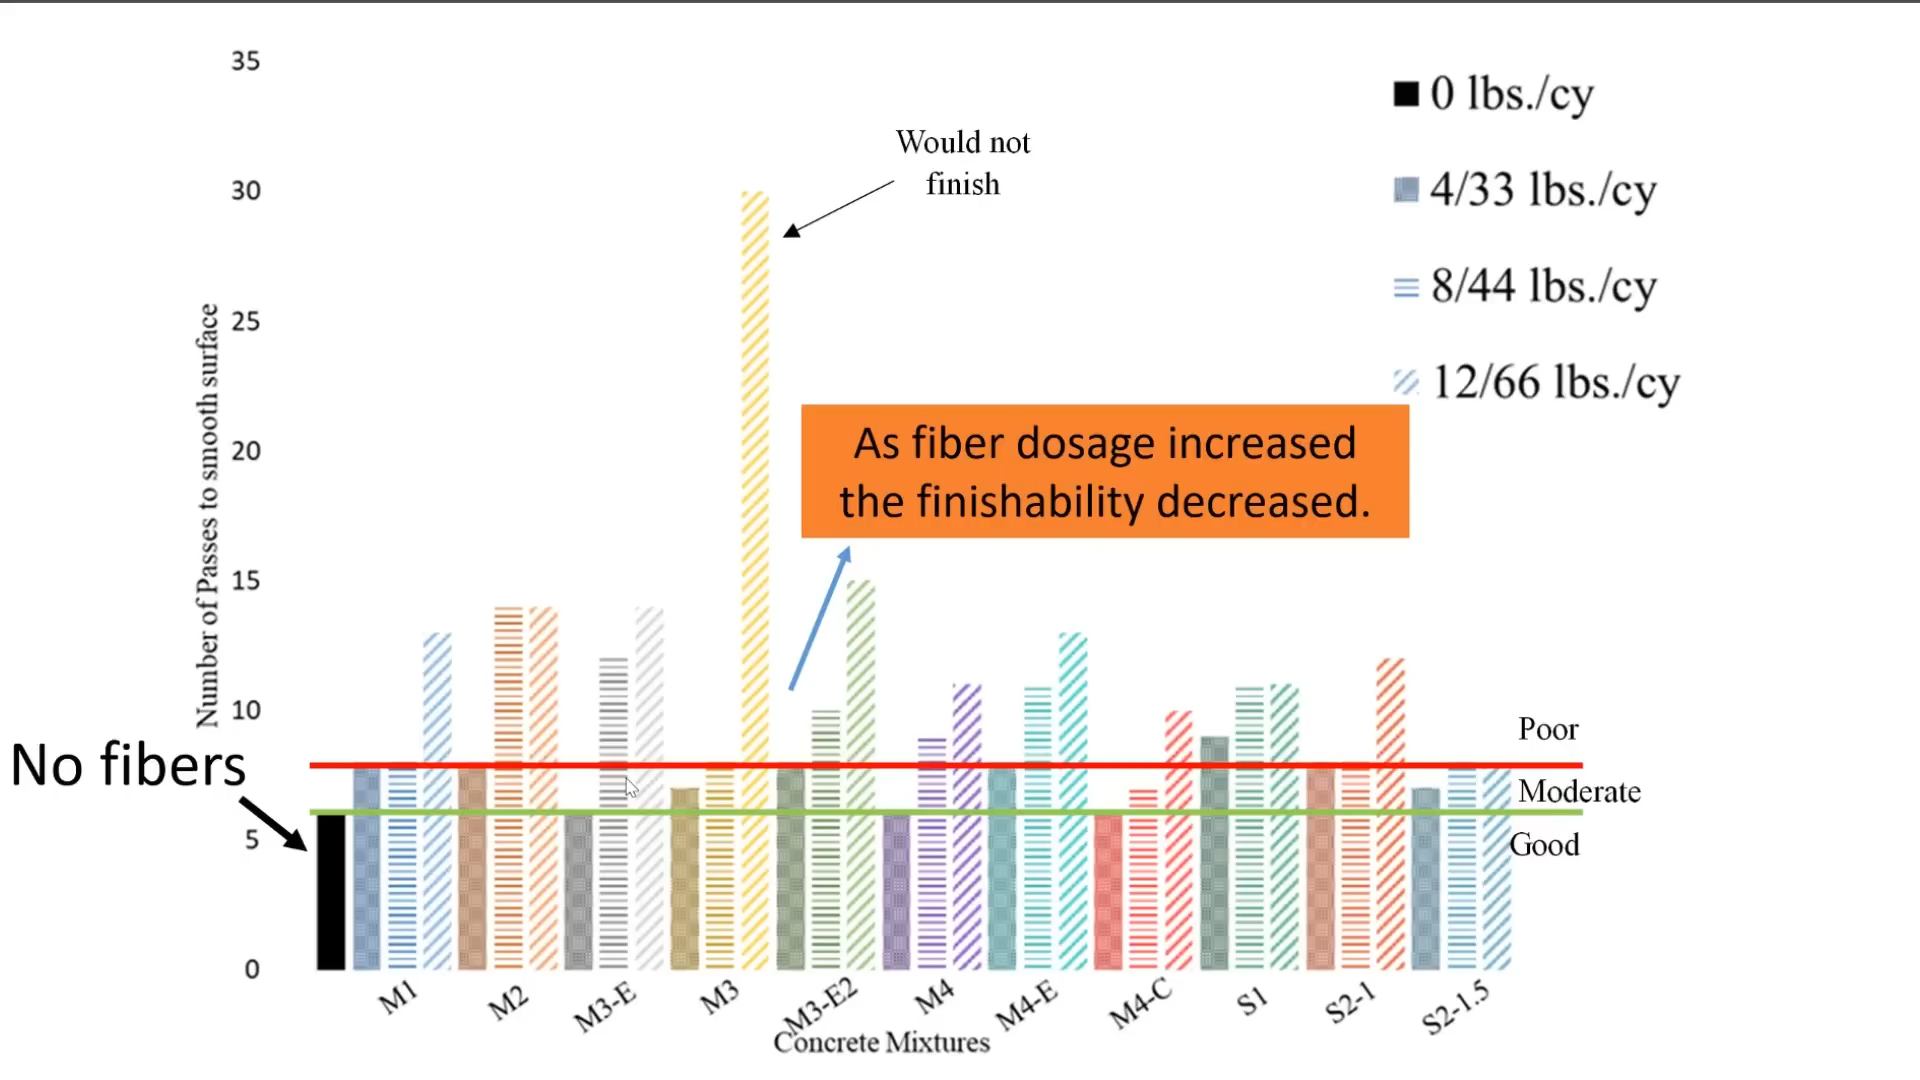 35
30
25
20
15
10
5
0
Number of Passes to smooth surface
Would not
finish
0 lbs./cy
4/33 lbs./cy
8/44 lbs./cy
12/66 lbs./cy
As fiber dosage increased
the finishability decreased.
No fibers
Poor
Moderate
Good
M1
M2
M3-E
M3
M3-E2
M4
M4-E
M4-C
S1
S2-1
S2-1.5
Concrete Mixtures